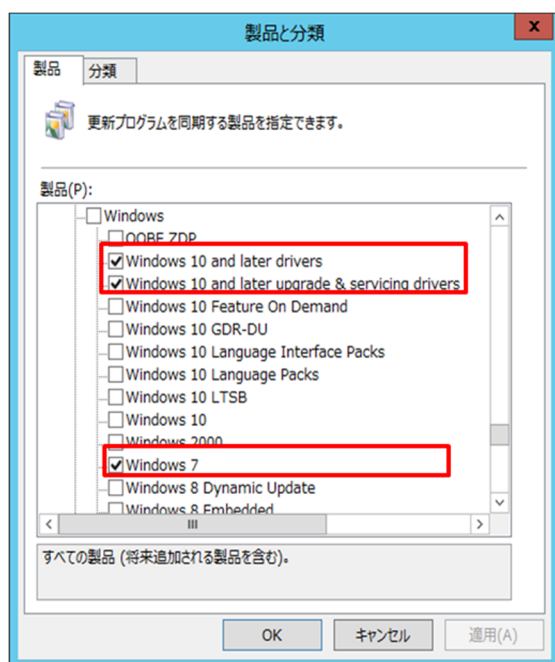 製品と分類
x
製品 分類
更新プログラムを同期する製品を指定できます。
製品(P):
Windows
OOBE ZDP
Windows 10 and later drivers
Windows 10 and later upgrade & servicing drivers
Windows 10 Feature On Demand
Windows 10 GDR-DU
Windows 10 Language Interface Packs
Windows 10 Language Packs
Windows 10 LTSB
Windows 10
Windows 2000
Windows 7
Windows 8 Dynamic Update
Windows 8 Embedded
すべての製品 (将来追加される製品を含む)。
OK キャンセル 適用(A)